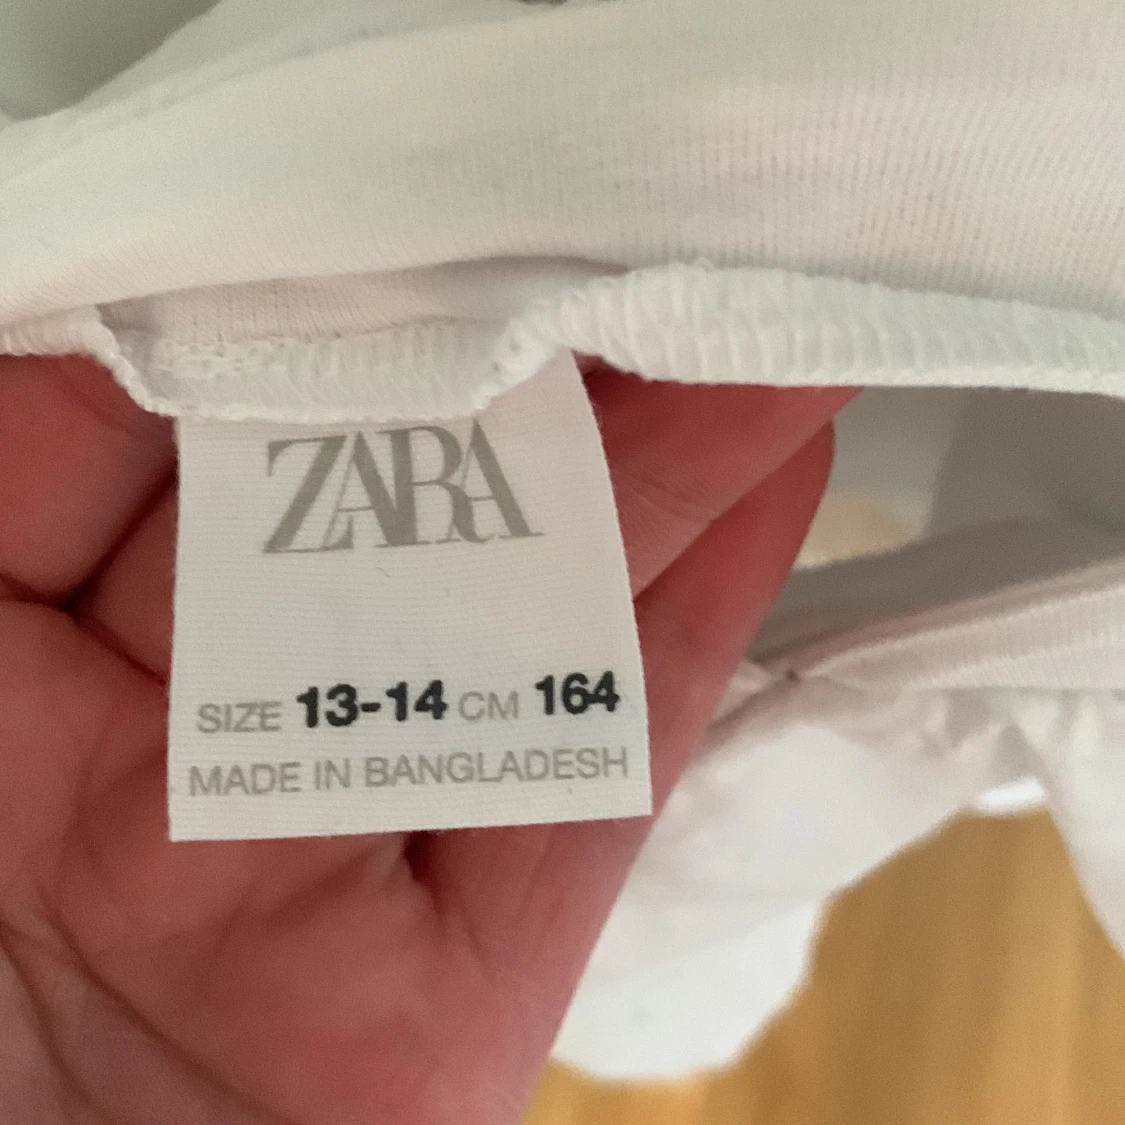 ZARA
SIZE 13-14 CM 164
MADE IN BANGLADESH